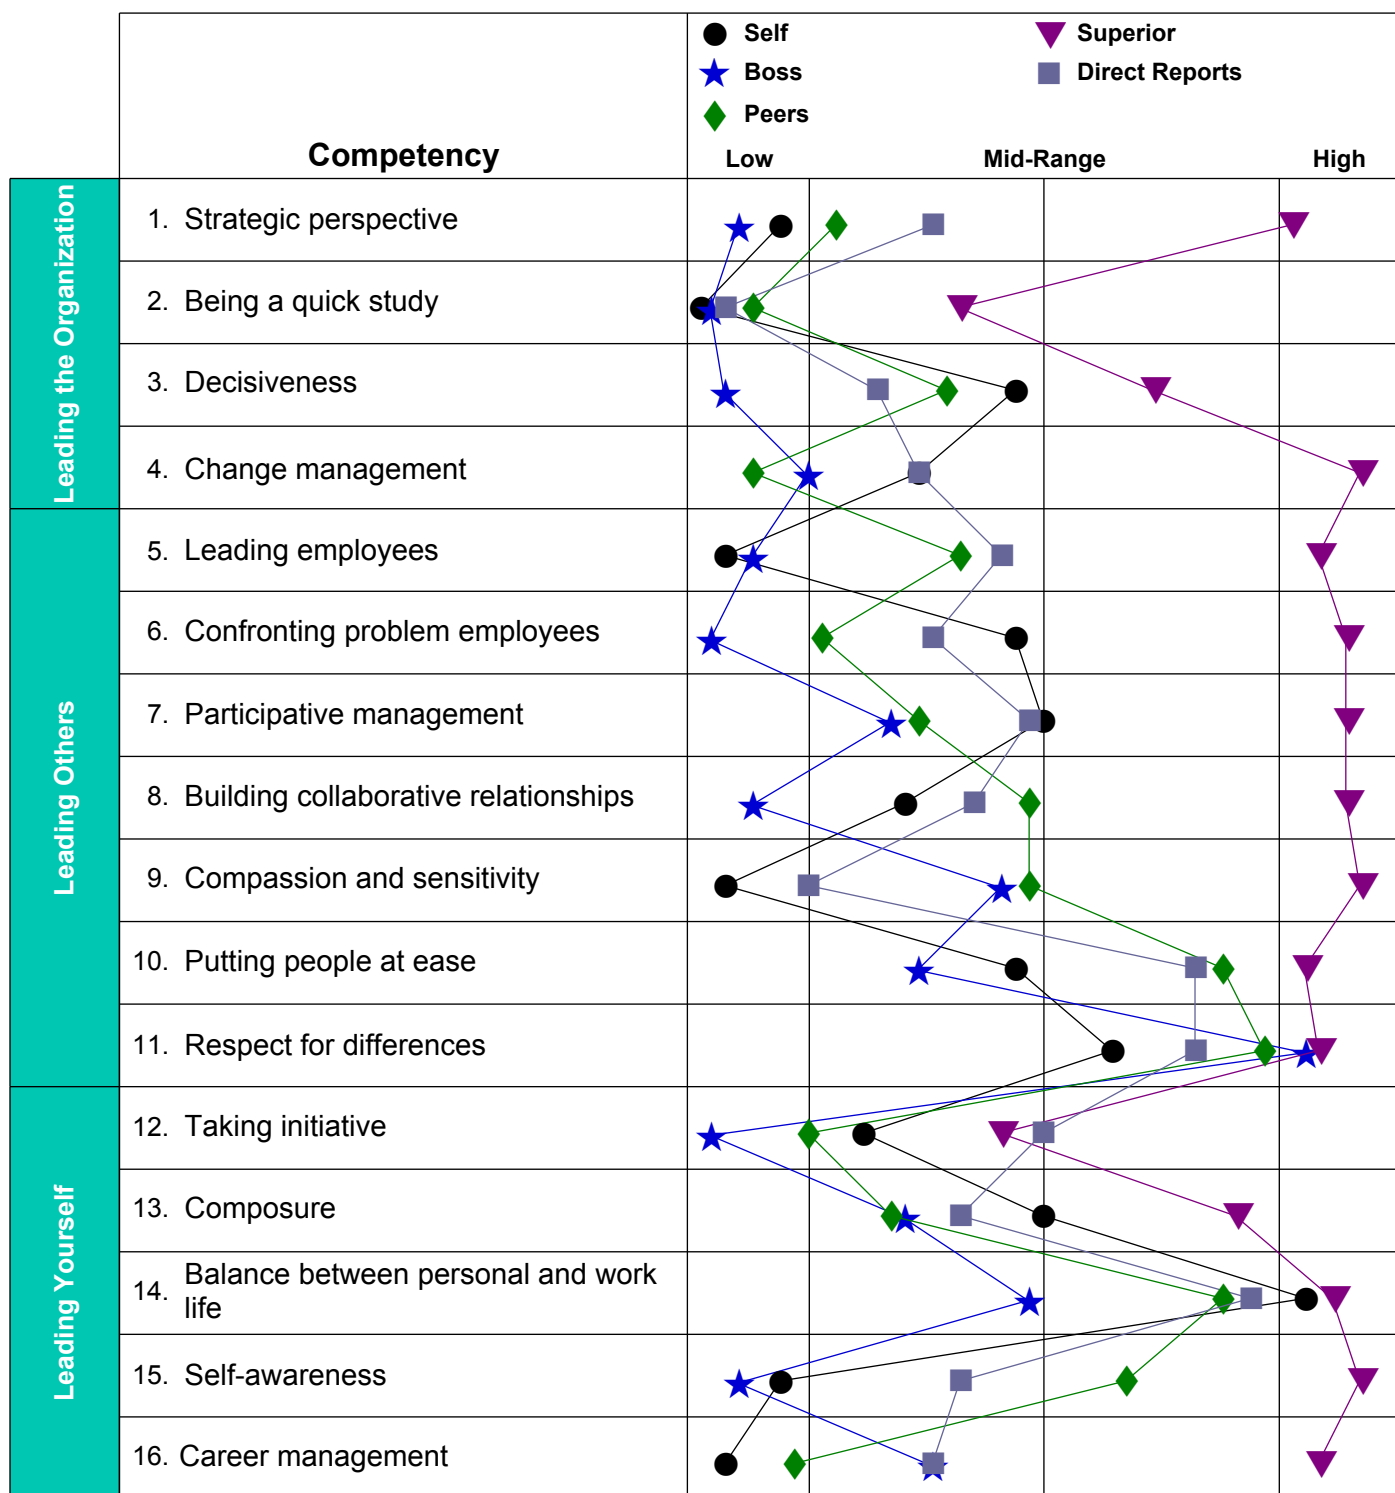 Self
Superior
Boss
Direct Reports
Peers
Competency
Low
Mid-Range
High
Leading the Organization
1. Strategic perspective
2. Being a quick study
3. Decisiveness
4. Change management
Leading Others
5. Leading employees
6. Confronting problem employees
7. Participative management
8. Building collaborative relationships
9. Compassion and sensitivity
10. Putting people at ease
11. Respect for differences
Leading Yourself
12. Taking initiative
13. Composure
14. Balance between personal and work
life
15. Self-awareness
16. Career management